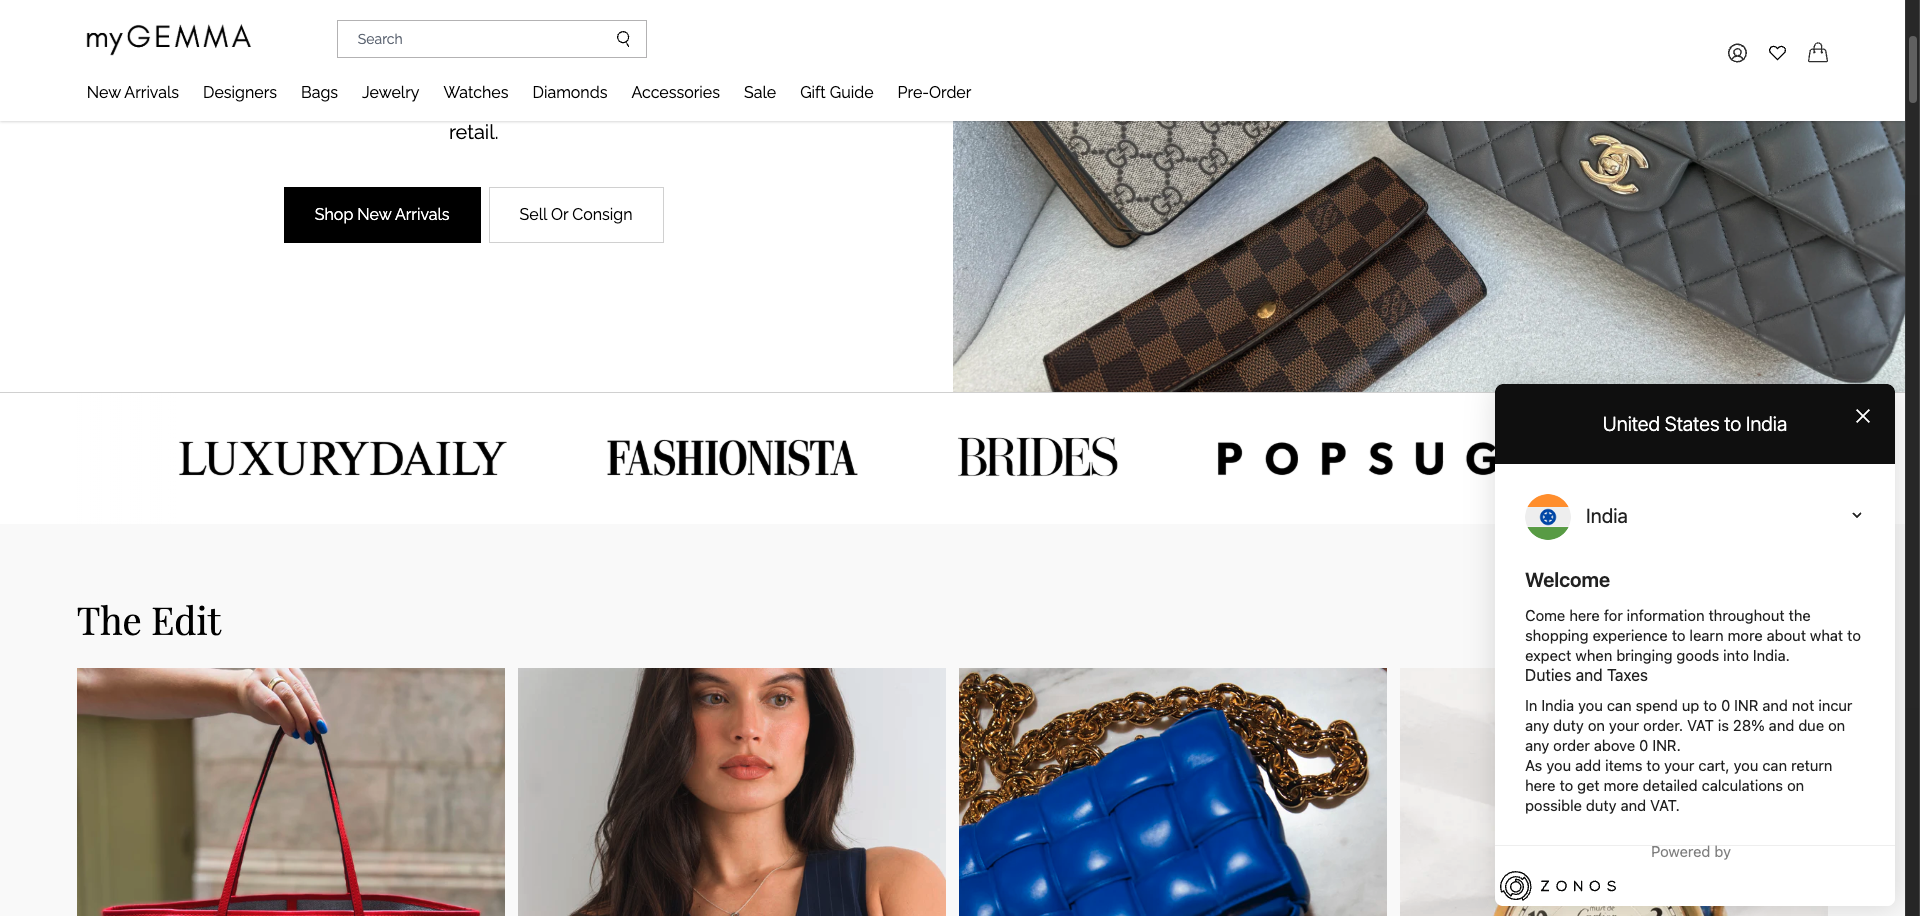 myGEMMA
Search
New Arrivals Designers Bags Jewelry Watches Diamonds Accessories Sale Gift Guide Pre-Order
retail.
Shop New Arrivals
Sell Or Consign
LUXURYDAILY FASHIONISTA BRIDES POPSUG
The Edit
United States to India
India
Welcome
Come here for information throughout the
shopping experience to learn more about what to
expect when bringing goods into India.
Duties and Taxes
In India you can spend up to 0 INR and not incur
any duty on your order. VAT is 28% and due on
any order above 0 INR.
As you add items to your cart, you can return
here to get more detailed calculations on
possible duty and VAT.
Powered by
ZONOS